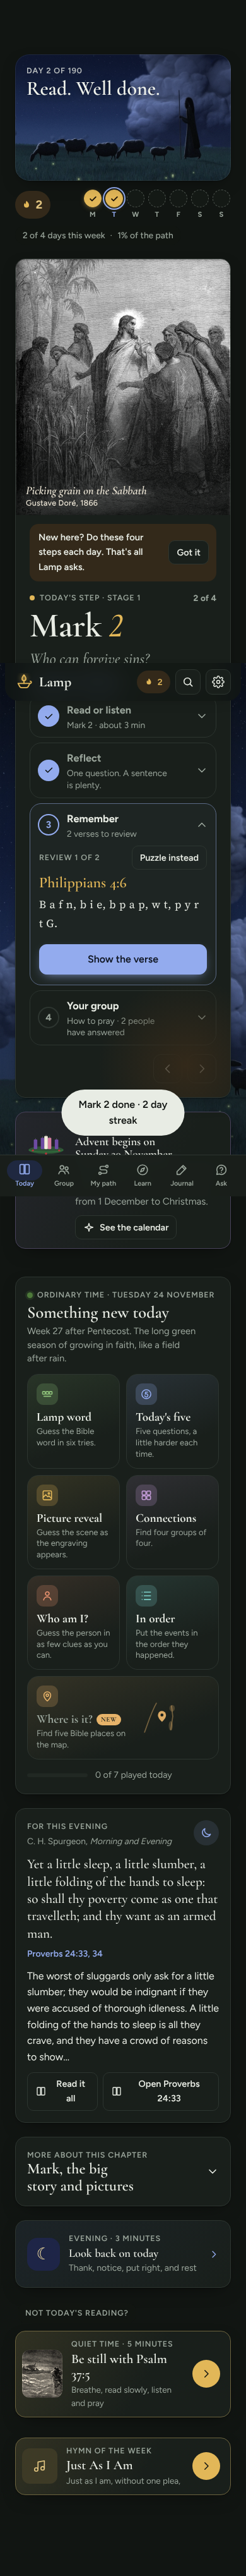 DAY 2 OF 190
Read. Well done.
2
M T W T F S S
2 of 4 days this week · 1% of the path
Picking grain on the Sabbath
Gustave Doré, 1866
New here? Do these four
steps each day. That's all
Lamp asks.
Got it
TODAY'S STEP · STAGE 1
2 of 4
Mark 2
Who can forgive sins?
Lamp
2
Read or listen
Mark 2 · about 3 min
Reflect
One question. A sentence
is plenty.
3
Remember
2 verses to review
REVIEW 1 OF 2
Puzzle instead
Philippians 4:6
B a f n, b i e, b p a p, w t, p y r
t G.
Show the verse
4
Your group
How to pray · 2 people
have answered
Mark 2 done · 2 day
streak
Advent begins on
Sunday 29 November
Today
Group
My path
Learn
Journal
Ask
from 1 December to Christmas.
See the calendar
ORDINARY TIME · TUESDAY 24 NOVEMBER
Something new today
Week 27 after Pentecost. The long green
season of growing in faith, like a field
after rain.
Lamp word
Guess the Bible
word in six tries.
Today's five
Five questions, a
little harder each
time.
Picture reveal
Guess the scene as
the engraving
appears.
Connections
Find four groups of
four.
Who am I?
Guess the person in
as few clues as you
can.
In order
Put the events in
the order they
happened.
Where is it? NEW
Find five Bible places on
the map.
0 of 7 played today
FOR THIS EVENING
C. H. Spurgeon, Morning and Evening
Yet a little sleep, a little slumber, a
little folding of the hands to sleep:
so shall thy poverty come as one that
travelleth; and thy want as an armed
man.
Proverbs 24:33, 34
The worst of sluggards only ask for a little
slumber; they would be indignant if they
were accused of thorough idleness. A little
folding of the hands to sleep is all they
crave, and they have a crowd of reasons
to show…
Read it
all
Open Proverbs
24:33
MORE ABOUT THIS CHAPTER
Mark, the big
story and pictures
EVENING · 3 MINUTES
Look back on today
Thank, notice, put right, and rest
NOT TODAY'S READING?
QUIET TIME · 5 MINUTES
Be still with Psalm
37:5
Breathe, read slowly, listen
and pray
HYMN OF THE WEEK
Just As I Am
Just as I am, without one plea,